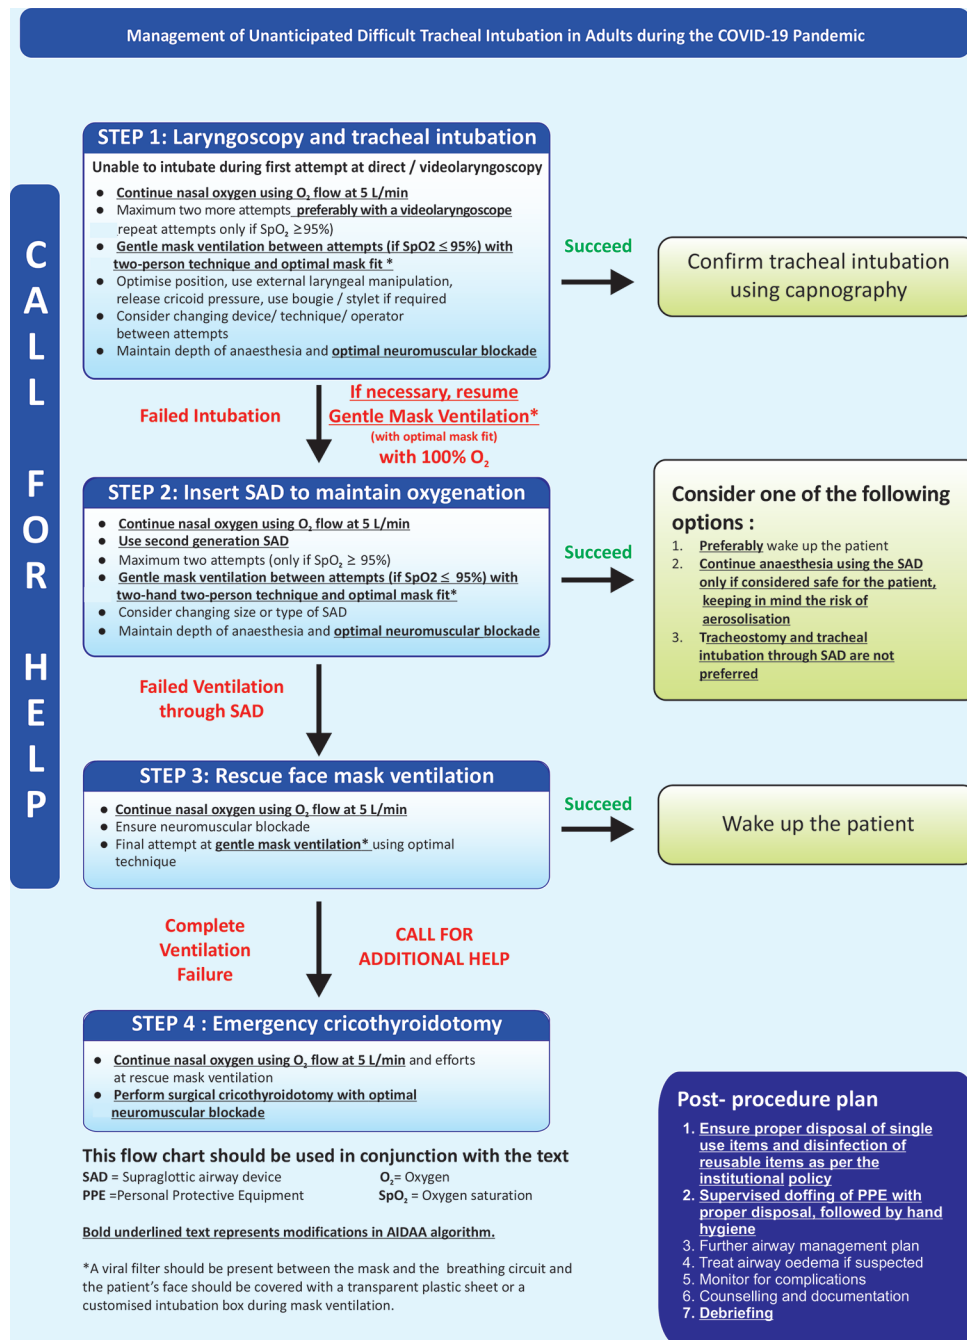 Management of Unanticipated Difficult Tracheal Intubation in Adults during the COVID-19 Pandemic
CALL FOR HELP
STEP 1: Laryngoscopy and tracheal intubation
Unable to intubate during first attempt at direct / videolaryngoscopy
● Continue nasal oxygen using O₂ flow at 5 L/min
● Maximum two more attempts preferably with a videolaryngoscope
repeat attempts only if SpO₂ ≥95%)
● Gentle mask ventilation between attempts (if SpO2 ≤ 95%) with
two-person technique and optimal mask fit *
● Optimise position, use external laryngeal manipulation,
release cricoid pressure, use bougie / stylet if required
● Consider changing device/ technique/ operator
between attempts
● Maintain depth of anaesthesia and optimal neuromuscular blockade
Succeed
Confirm tracheal intubation
using capnography
Failed Intubation
If necessary, resume
Gentle Mask Ventilation*
(with optimal mask fit)
with 100% O₂
STEP 2: Insert SAD to maintain oxygenation
● Continue nasal oxygen using O₂ flow at 5 L/min
● Use second generation SAD
● Maximum two attempts (only if SpO₂ ≥ 95%)
● Gentle mask ventilation between attempts (if SpO2 ≤ 95%) with
two-hand two-person technique and optimal mask fit*
● Consider changing size or type of SAD
● Maintain depth of anaesthesia and optimal neuromuscular blockade
Succeed
Consider one of the following
options :
1. Preferably wake up the patient
2. Continue anaesthesia using the SAD
only if considered safe for the patient,
keeping in mind the risk of
aerosolisation
3. Tracheostomy and tracheal
intubation through SAD are not
preferred
Failed Ventilation
through SAD
STEP 3: Rescue face mask ventilation
● Continue nasal oxygen using O₂ flow at 5 L/min
● Ensure neuromuscular blockade
● Final attempt at gentle mask ventilation* using optimal
technique
Succeed
Wake up the patient
Complete
Ventilation
Failure
CALL FOR
ADDITIONAL HELP
STEP 4 : Emergency cricothyroidotomy
● Continue nasal oxygen using O₂ flow at 5 L/min and efforts
at rescue mask ventilation
● Perform surgical cricothyroidotomy with optimal
neuromuscular blockade
This flow chart should be used in conjunction with the text
SAD = Supraglottic airway device O₂= Oxygen
PPE =Personal Protective Equipment SpO₂ = Oxygen saturation
Bold underlined text represents modifications in AIDAA algorithm.
*A viral filter should be present between the mask and the breathing circuit and
the patient's face should be covered with a transparent plastic sheet or a
customised intubation box during mask ventilation.
Post- procedure plan
1. Ensure proper disposal of single
use items and disinfection of
reusable items as per the
institutional policy
2. Supervised doffing of PPE with
proper disposal, followed by hand
hygiene
3. Further airway management plan
4. Treat airway oedema if suspected
5. Monitor for complications
6. Counselling and documentation
7. Debriefing